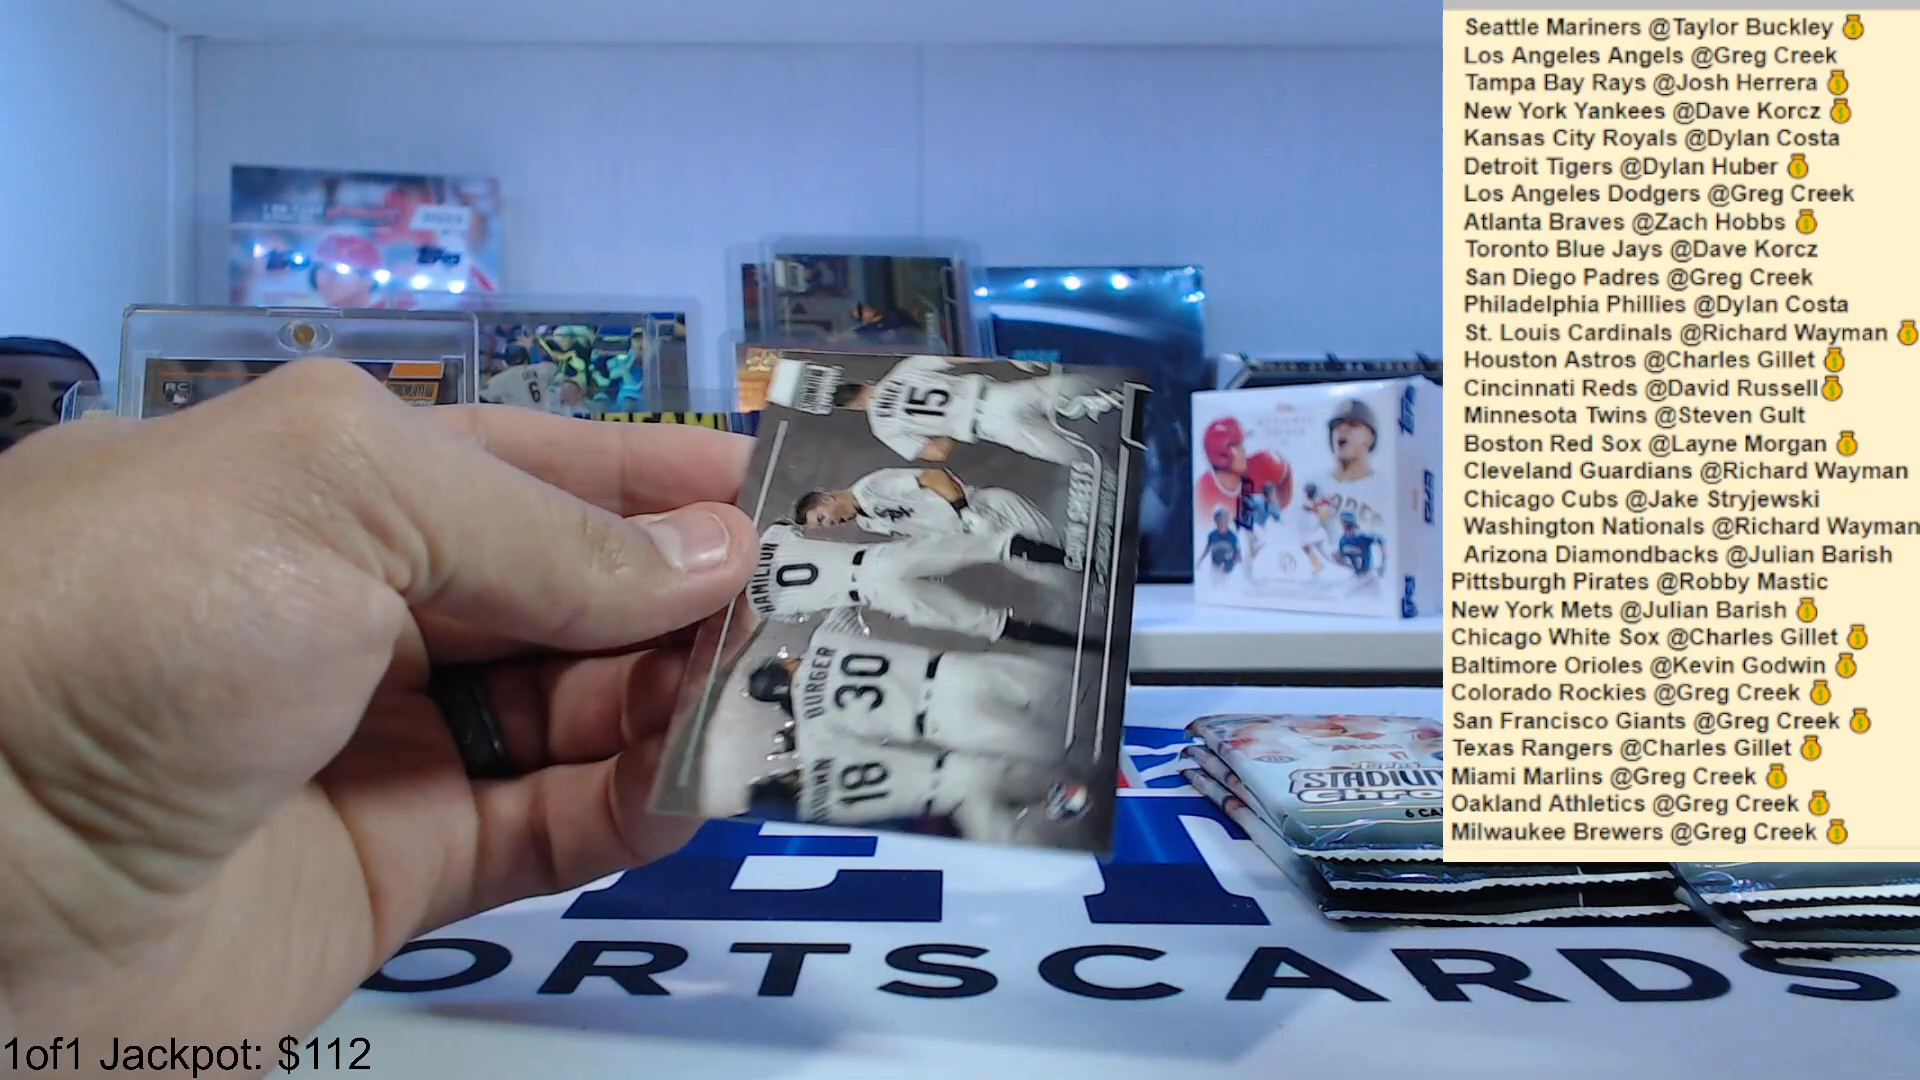 Seattle Mariners @Taylor Buckley
Los Angeles Angels @Greg Creek
Tampa Bay Rays @Josh Herrera
New York Yankees @Dave Korcz
Kansas City Royals @Dylan Costa
Detroit Tigers @Dylan Huber
Los Angeles Dodgers @Greg Creek
Atlanta Braves @Zach Hobbs
Toronto Blue Jays @Dave Korcz
San Diego Padres @Greg Creek
Philadelphia Phillies @Dylan Costa
St. Louis Cardinals @Richard Wayman
Houston Astros @Charles Gillet
Cincinnati Reds @David Russell
Minnesota Twins @Steven Gult
Boston Red Sox @Layne Morgan
Cleveland Guardians @Richard Wayman
Chicago Cubs @Jake Stryjewski
Washington Nationals @Richard Wayman
Arizona Diamondbacks @Julian Barish
Pittsburgh Pirates @Robby Mastic
New York Mets @Julian Barish
Chicago White Sox @Charles Gillet
Baltimore Orioles @Kevin Godwin
Colorado Rockies @Greg Creek
San Francisco Giants @Greg Creek
Texas Rangers @Charles Gillet
Miami Marlins @Greg Creek
Oakland Athletics @Greg Creek
Milwaukee Brewers @Greg Creek
Topps
RC
6
15
HAMILTON
0
BURGER
30
18
Topps
STADIUM
6 CA
ORTSCARDS
1of1 Jackpot: $112